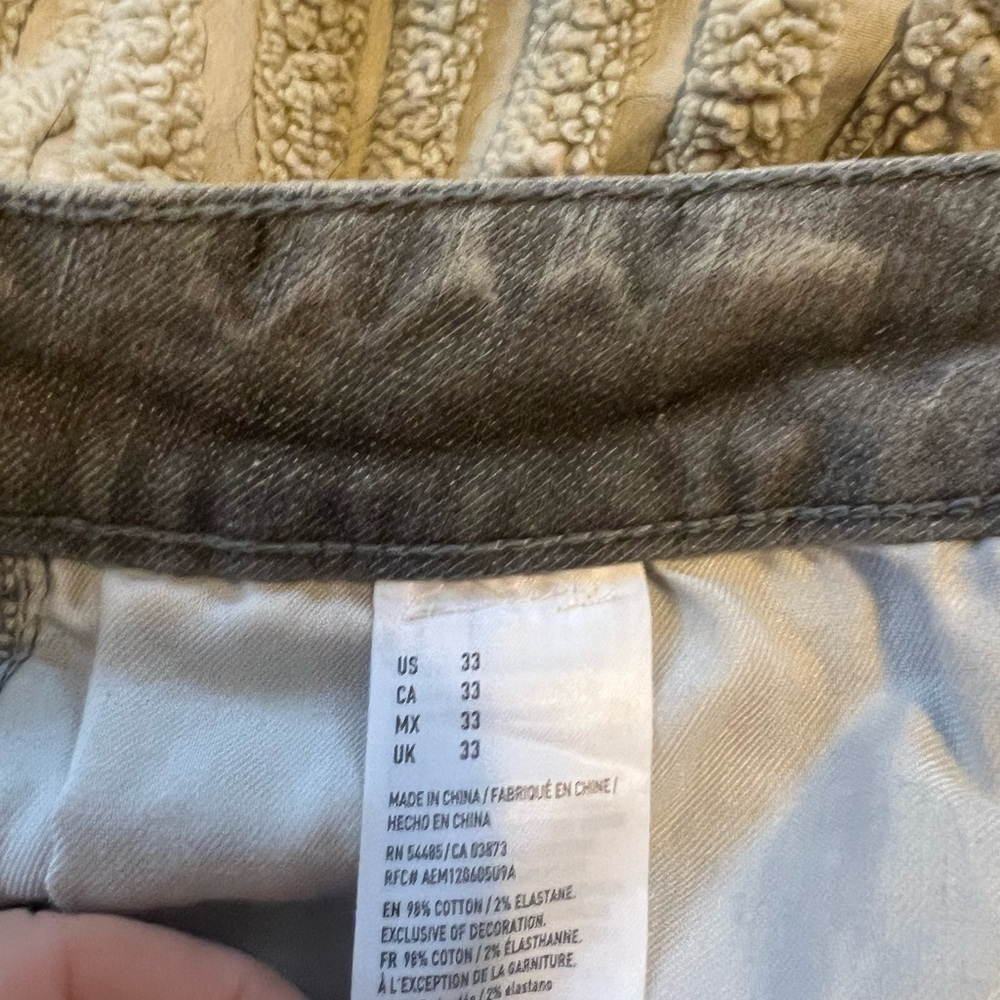 US 33
CA 33
MX 33
UK 33
MADE IN CHINA / FABRIQUÉ EN CHINE /
HECHO EN CHINA
RN 54485/CA 03873
RFC# AEM128605U9A
EN 98% COTTON / 2% ELASTANE.
EXCLUSIVE OF DECORATION.
FR 98% COTON / 2% ÉLASTHANNE.
À L'EXCEPTION DE LA GARNITURE.
/ 2% elastano